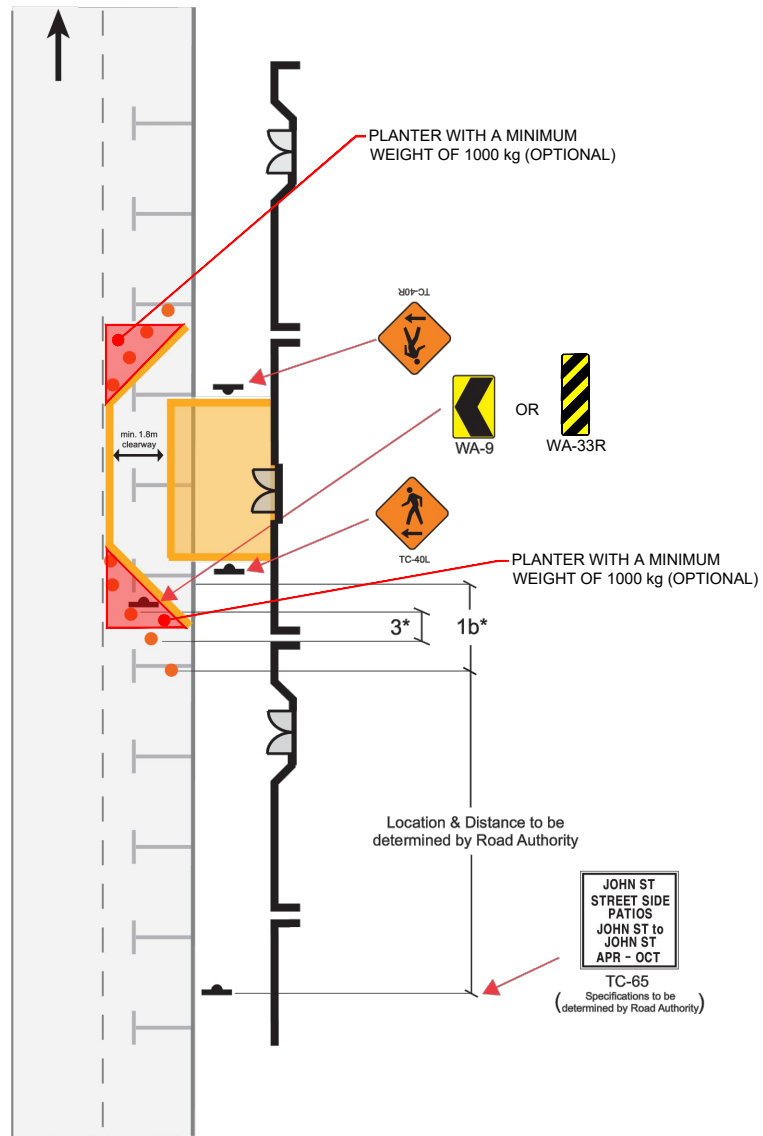 PLANTER WITH A MINIMUM
WEIGHT OF 1000 kg (OPTIONAL)
TC-40R
OR
WA-9
WA-33R
min. 1.8m
clearway
TC-40L
PLANTER WITH A MINIMUM
WEIGHT OF 1000 kg (OPTIONAL)
3*
1b*
Location & Distance to be
determined by Road Authority
JOHN ST
STREET SIDE
PATIOS
JOHN ST to
JOHN ST
APR - OCT
TC-65
(Specifications to be
determined by Road Authority)